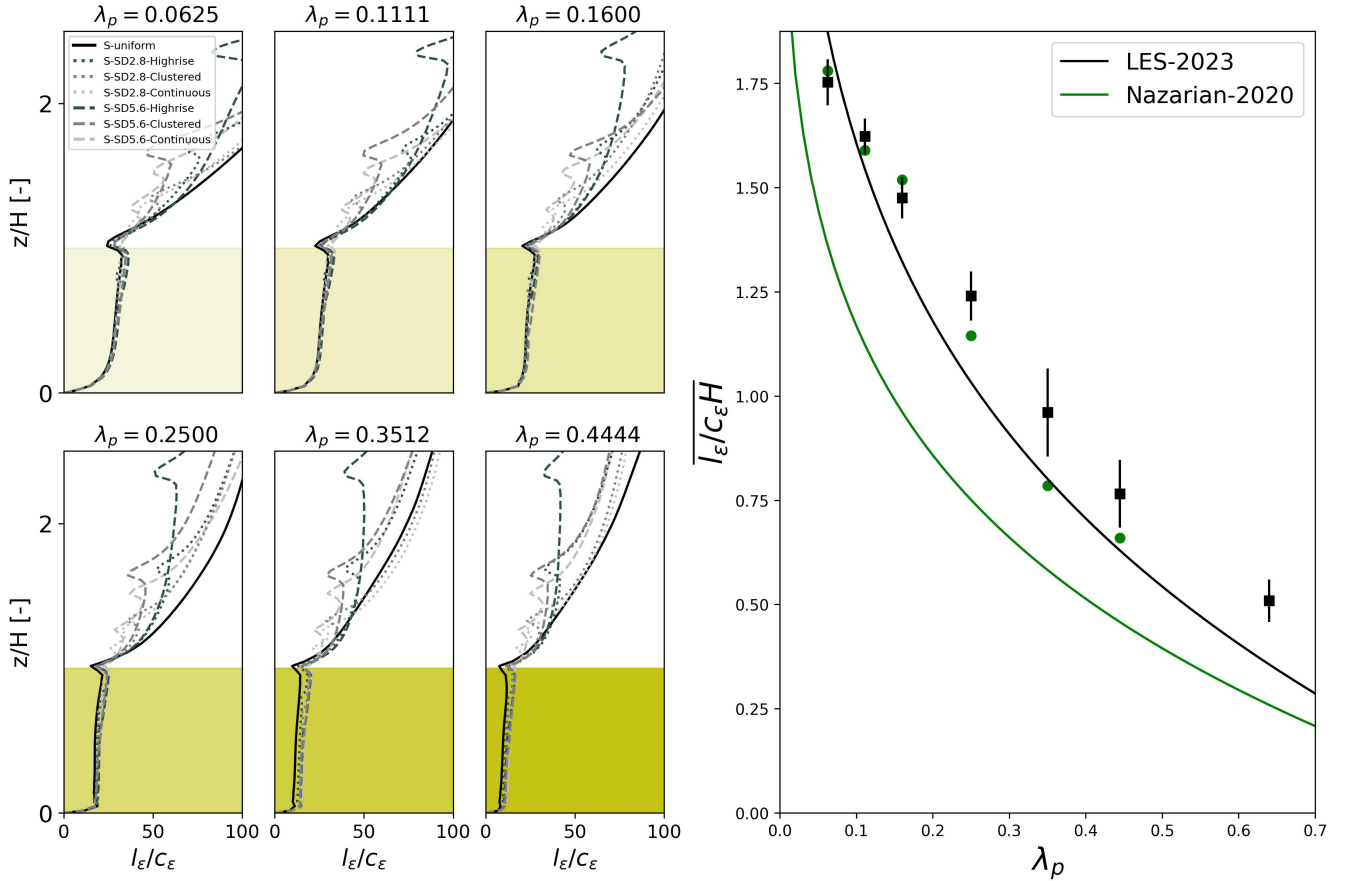 λp = 0.0625
λp = 0.1111
λp = 0.1600
S-uniform
S-SD2.8-Highrise
S-SD2.8-Clustered
S-SD2.8-Continuous
S-SD5.6-Highrise
S-SD5.6-Clustered
S-SD5.6-Continuous
z/H [-]
2
0
λp = 0.2500
λp = 0.3512
λp = 0.4444
z/H [-]
2
0
0 50 100
0 50 100
0 50 100
lε/cε
lε/cε
lε/cε
LES-2023
Nazarian-2020
lε/cεH
1.75
1.50
1.25
1.00
0.75
0.50
0.25
0.00
0.0 0.1 0.2 0.3 0.4 0.5 0.6 0.7
λp